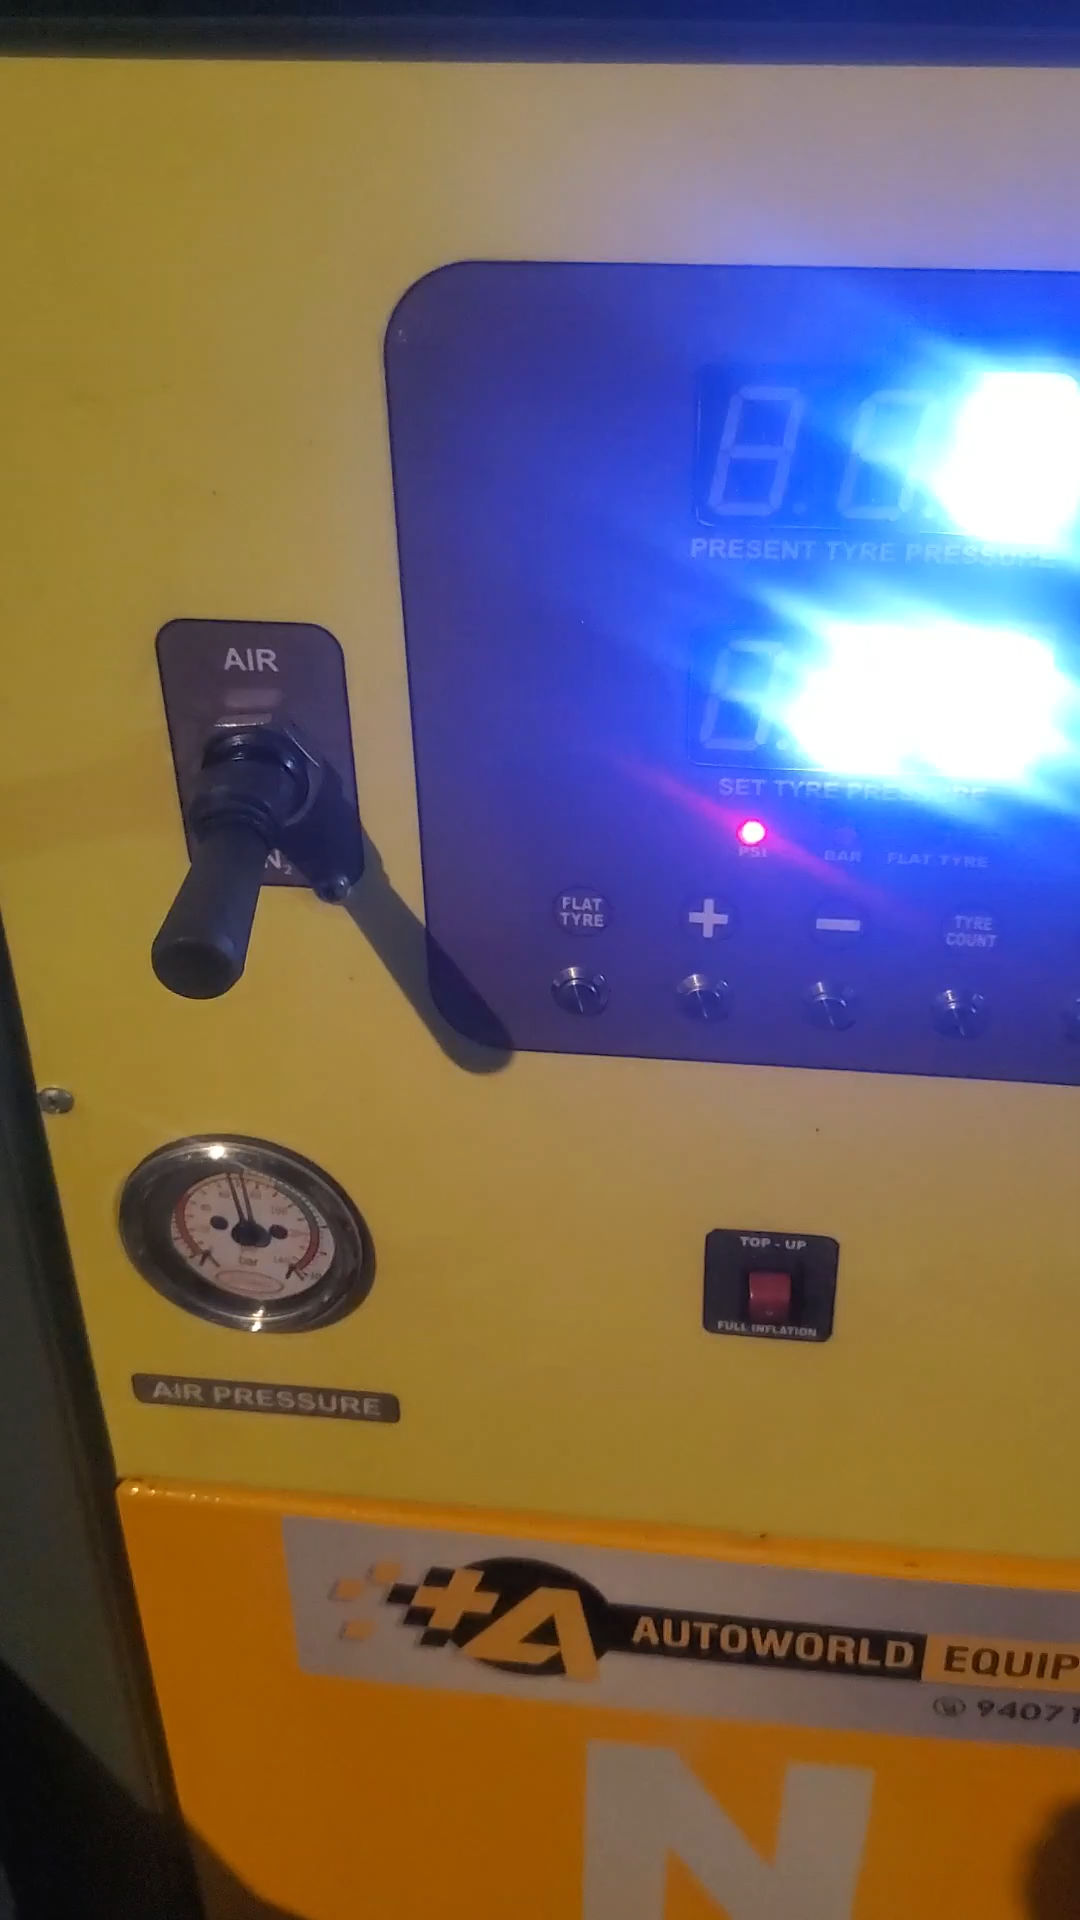 PRESENT TYRE PRESSURE
AIR
N₂
SET TYRE PRESSURE
PSI
BAR
FLAT TYRE
FLAT
TYRE
+
−
TYRE
COUNT
bar
TOP - UP
FULL INFLATION
AIR PRESSURE
A
AUTOWORLD EQUIP
94071
N